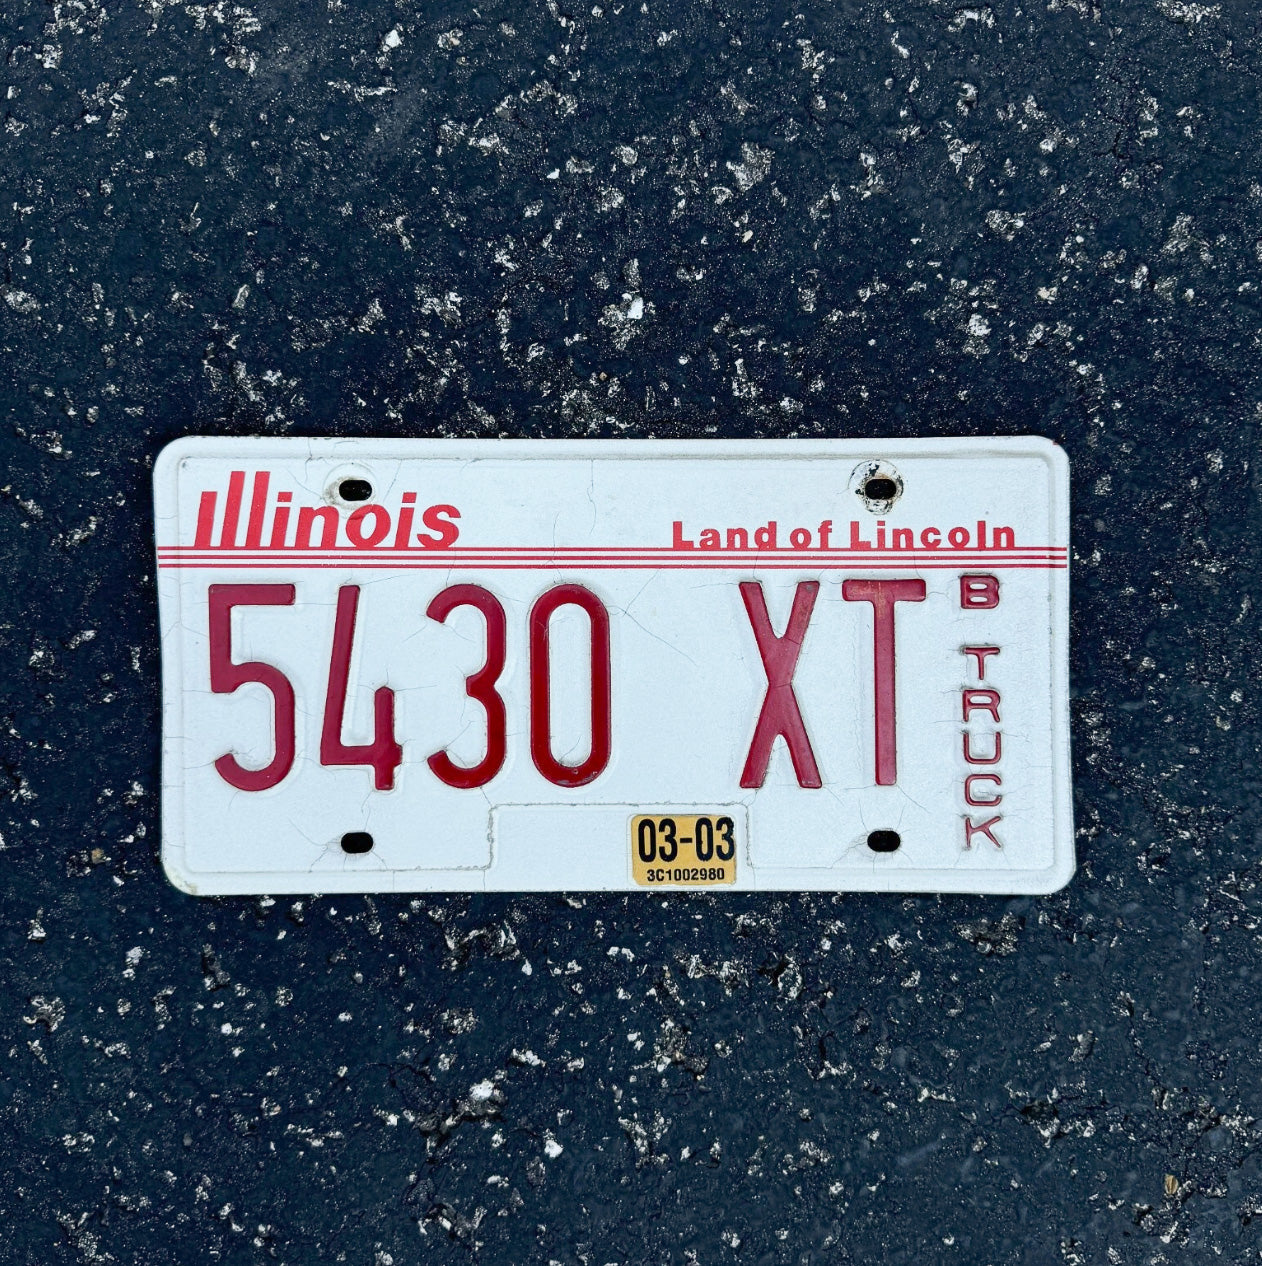 Illinois
Land of Lincoln
5430 XT
B TRUCK
03-03
3C1002980